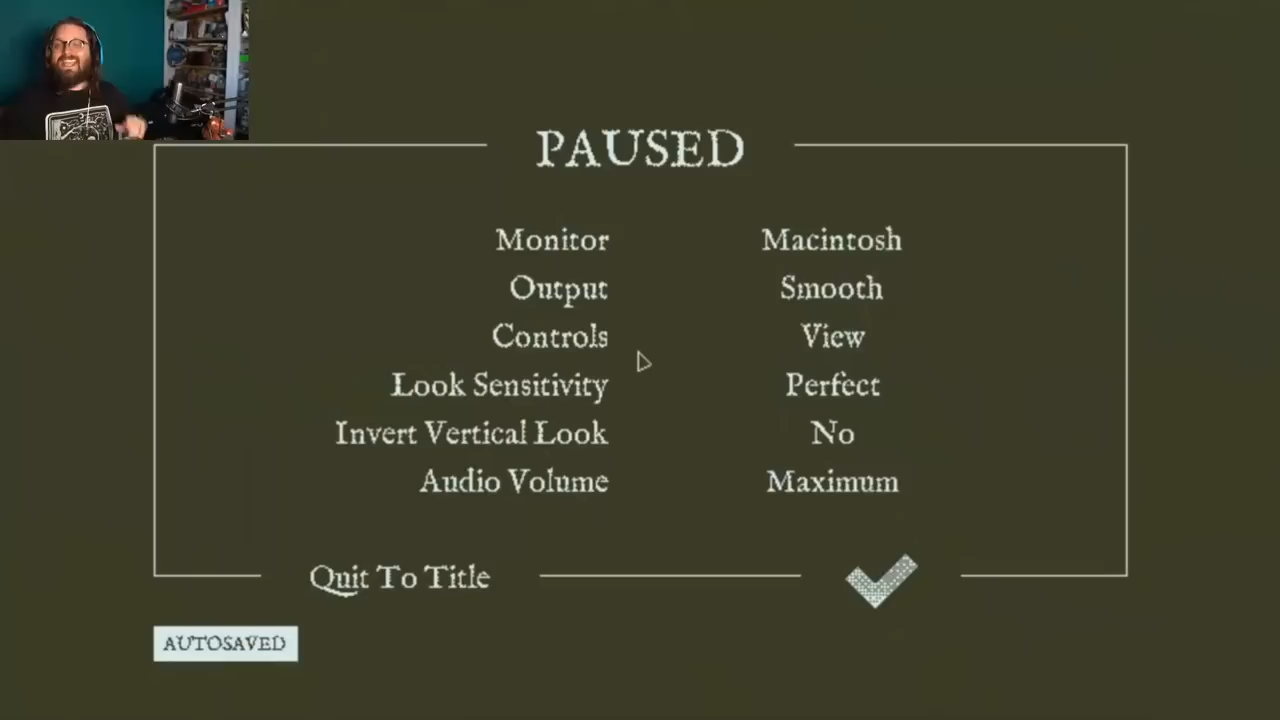 PAUSED
Monitor Macintosh
Output Smooth
Controls View
Look Sensitivity Perfect
Invert Vertical Look No
Audio Volume Maximum
Quit To Title
AUTOSAVED